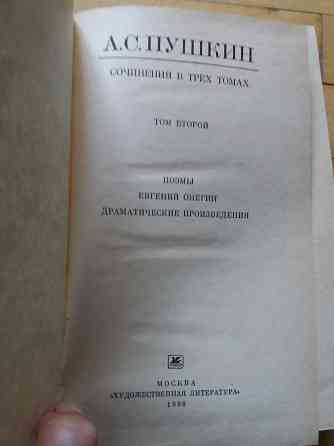 А.С.ПУШКИН
СОЧИНЕНИЯ В ТРЕХ ТОМАХ
ТОМ ВТОРОЙ
ПОЭМЫ
ЕВГЕНИЙ ОНЕГИН
ДРАМАТИЧЕСКИЕ ПРОИЗВЕДЕНИЯ
МОСКВА
«ХУДОЖЕСТВЕННАЯ ЛИТЕРАТУРА»